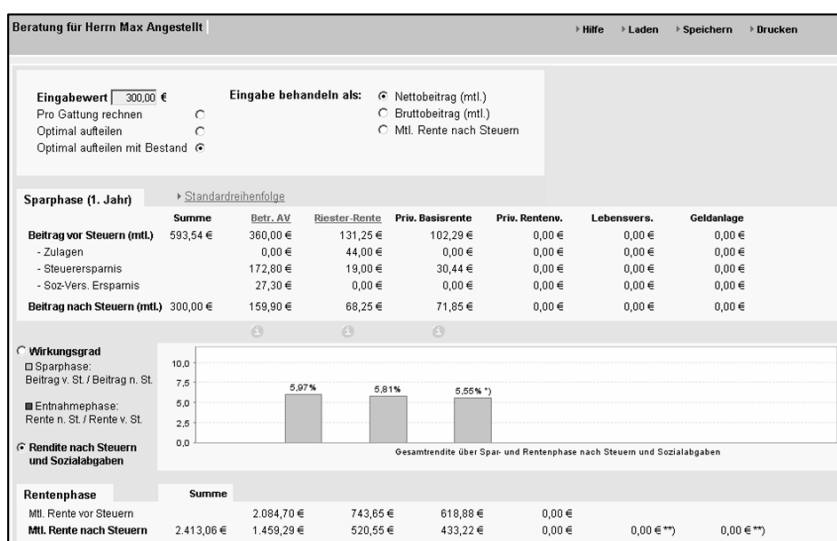 Beratung für Herrn Max Angestellt
Hilfe Laden Speichern Drucken
Eingabewert 300,00 € Eingabe behandeln als: Nettobeitrag (mtl.)
Pro Gattung rechnen Bruttobeitrag (mtl.)
Optimal aufteilen Mtl. Rente nach Steuern
Optimal aufteilen mit Bestand
Sparphase (1. Jahr) Standardreihenfolge
Summe Betr. AV Riester-Rente Priv. Basisrente Priv. Rentenv. Lebensvers. Geldanlage
Beitrag vor Steuern (mtl.) 593,54 € 360,00 € 131,25 € 102,29 € 0,00 € 0,00 € 0,00 €
- Zulagen 0,00 € 44,00 € 0,00 € 0,00 € 0,00 € 0,00 €
- Steuerersparnis 172,80 € 19,00 € 30,44 € 0,00 € 0,00 € 0,00 €
- Soz-Vers. Ersparnis 27,30 € 0,00 € 0,00 € 0,00 € 0,00 € 0,00 €
Beitrag nach Steuern (mtl.) 300,00 € 159,90 € 68,25 € 71,85 € 0,00 € 0,00 € 0,00 €
Wirkungsgrad
Sparphase:
Beitrag v. St. / Beitrag n. St.
Entnahmephase:
Rente n. St. / Rente v. St.
Rendite nach Steuern
und Sozialabgaben
10,0
7,5
5,0
2,5
0,0
5,97% 5,81% 5,55% *)
Gesamtrendite über Spar- und Rentenphase nach Steuern und Sozialabgaben
Rentenphase Summe
Mtl. Rente vor Steuern 2.084,70 € 743,65 € 618,88 € 0,00 €
Mtl. Rente nach Steuern 2.413,06 € 1.459,29 € 520,55 € 433,22 € 0,00 € 0,00 € **) 0,00 € **)